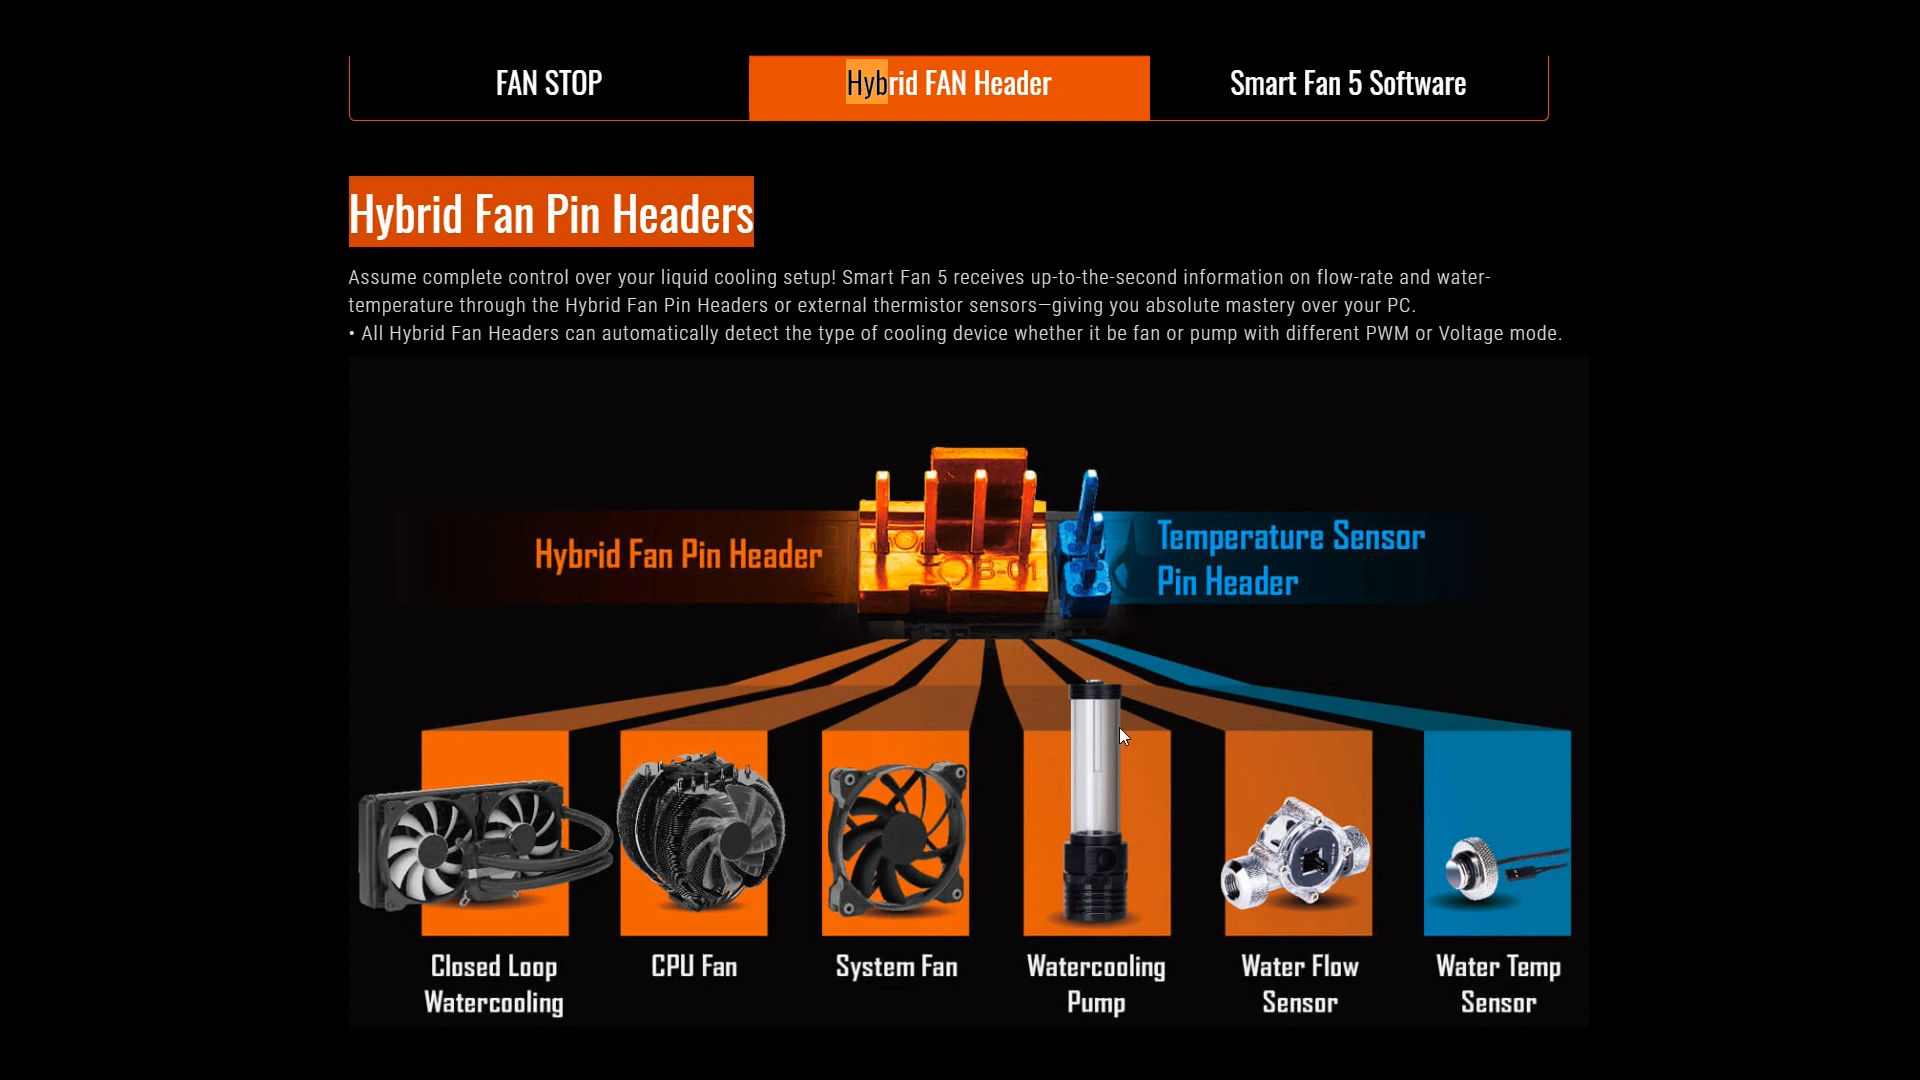 FAN STOP
Hybrid FAN Header
Smart Fan 5 Software
Hybrid Fan Pin Headers
Assume complete control over your liquid cooling setup! Smart Fan 5 receives up-to-the-second information on flow-rate and water-
temperature through the Hybrid Fan Pin Headers or external thermistor sensors—giving you absolute mastery over your PC.
• All Hybrid Fan Headers can automatically detect the type of cooling device whether it be fan or pump with different PWM or Voltage mode.
Hybrid Fan Pin Header
B-01
Temperature Sensor
Pin Header
Closed Loop
Watercooling
CPU Fan
System Fan
Watercooling
Pump
Water Flow
Sensor
Water Temp
Sensor